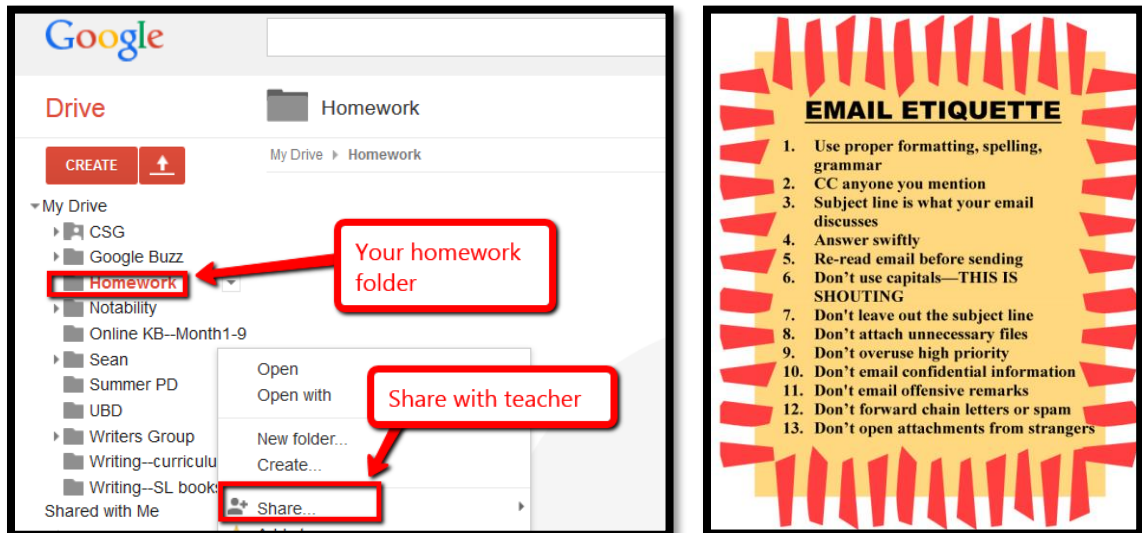 Google
Drive
Homework
CREATE
My Drive ▸ Homework
My Drive
CSG
Google Buzz
Homework
Notability
Online KB--Month1-9
Sean
Summer PD
UBD
Writers Group
Writing--curriculu
Writing--SL books
Shared with Me
Your homework
folder
Open
Open with
New folder...
Create...
Share...
Share with teacher
EMAIL ETIQUETTE
1. Use proper formatting, spelling,
grammar
2. CC anyone you mention
3. Subject line is what your email
discusses
4. Answer swiftly
5. Re-read email before sending
6. Don’t use capitals—THIS IS
SHOUTING
7. Don't leave out the subject line
8. Don’t attach unnecessary files
9. Don’t overuse high priority
10. Don’t email confidential information
11. Don't email offensive remarks
12. Don’t forward chain letters or spam
13. Don’t open attachments from strangers